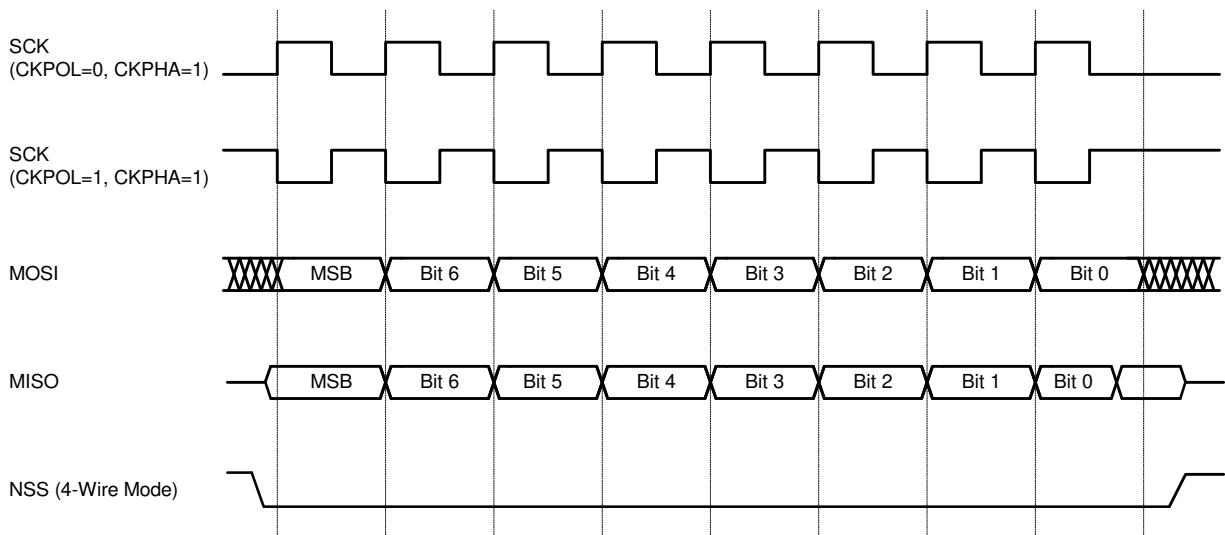 SCK
(CKPOL=0, CKPHA=1)
SCK
(CKPOL=1, CKPHA=1)
MOSI
MSB Bit 6 Bit 5 Bit 4 Bit 3 Bit 2 Bit 1 Bit 0
MISO
MSB Bit 6 Bit 5 Bit 4 Bit 3 Bit 2 Bit 1 Bit 0
NSS (4-Wire Mode)